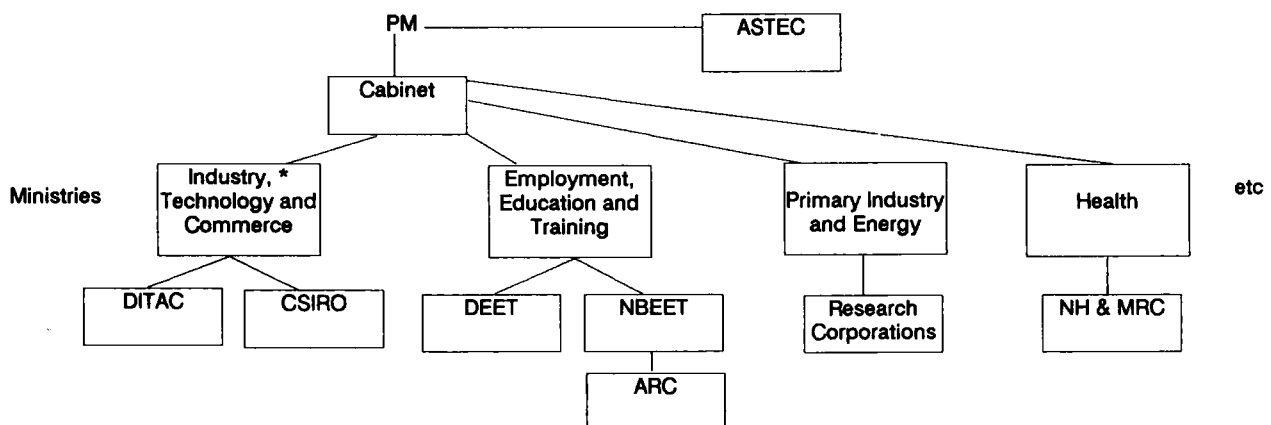 PM
ASTEC
Cabinet
Ministries
Industry, *
Technology and
Commerce
Employment,
Education and
Training
Primary Industry
and Energy
Health
etc
DITAC
CSIRO
DEET
NBEET
Research
Corporations
NH & MRC
ARC